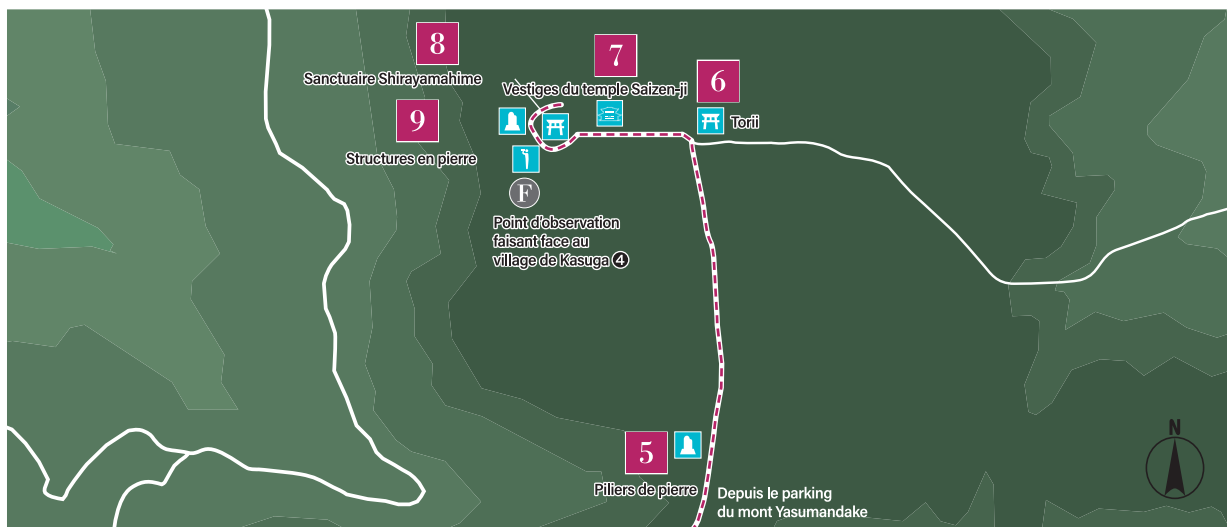 8
Sanctuaire Shirayamahime
7
Vestiges du temple Saizen-ji
6
Torii
9
Structures en pierre
F
Point d'observation
faisant face au
village de Kasuga ❹
N
5
Piliers de pierre
Depuis le parking
du mont Yasumandake